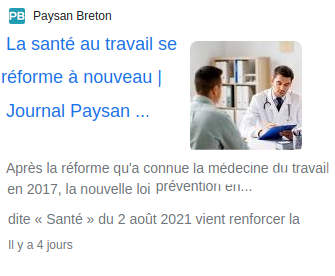 PB Paysan Breton
La santé au travail se
réforme à nouveau |
Journal Paysan ...
Après la réforme qu'a connue la médecine du travail
en 2017, la nouvelle loi prévention en...
dite « Santé » du 2 août 2021 vient renforcer la
Il y a 4 jours